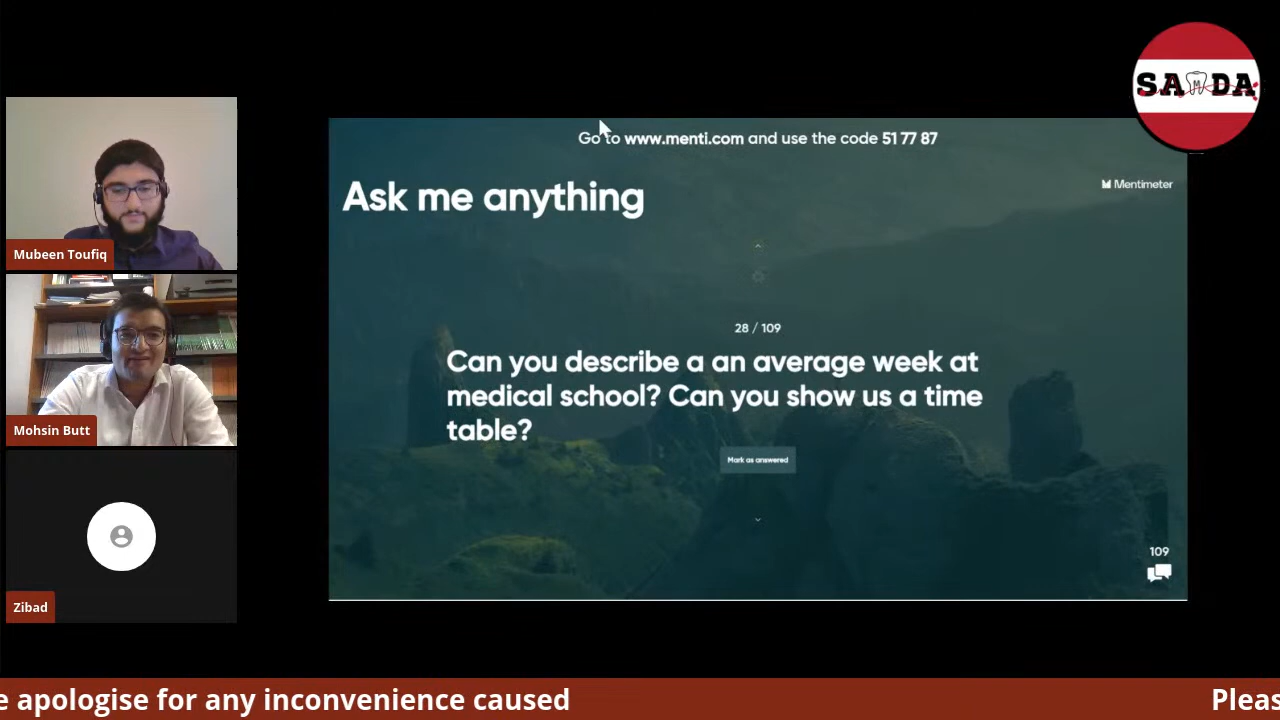 SAMDA
Go to www.menti.com and use the code 51 77 87
Mentimeter
Ask me anything
28 / 109
Can you describe a an average week at
medical school? Can you show us a time
table?
Mark as answered
109
Mubeen Toufiq
Mohsin Butt
Zibad
e apologise for any inconvenience caused
Pleas